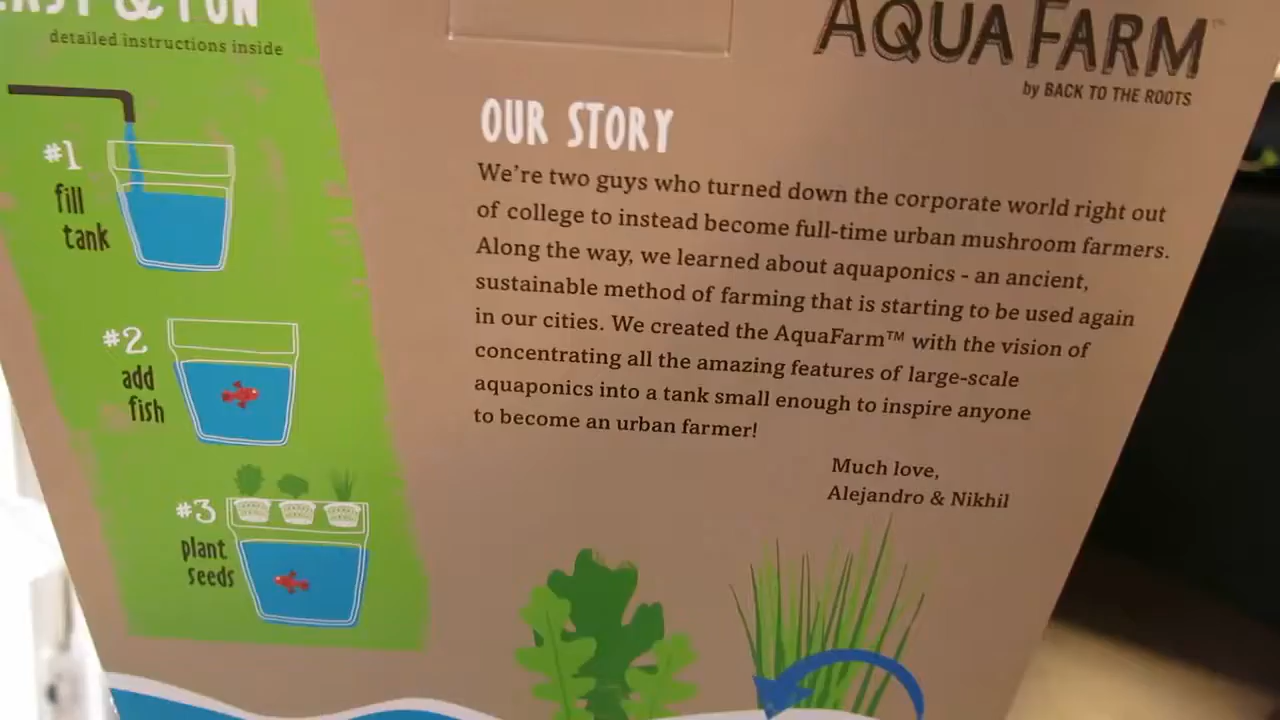 EASY & FUN
detailed instructions inside
#1
fill
tank
#2
add
fish
#3
plant
seeds
AQUAFARM™
by BACK TO THE ROOTS
OUR STORY
We're two guys who turned down the corporate world right out
of college to instead become full-time urban mushroom farmers.
Along the way, we learned about aquaponics - an ancient,
sustainable method of farming that is starting to be used again
in our cities. We created the AquaFarm™ with the vision of
concentrating all the amazing features of large-scale
aquaponics into a tank small enough to inspire anyone
to become an urban farmer!
Much love,
Alejandro & Nikhil